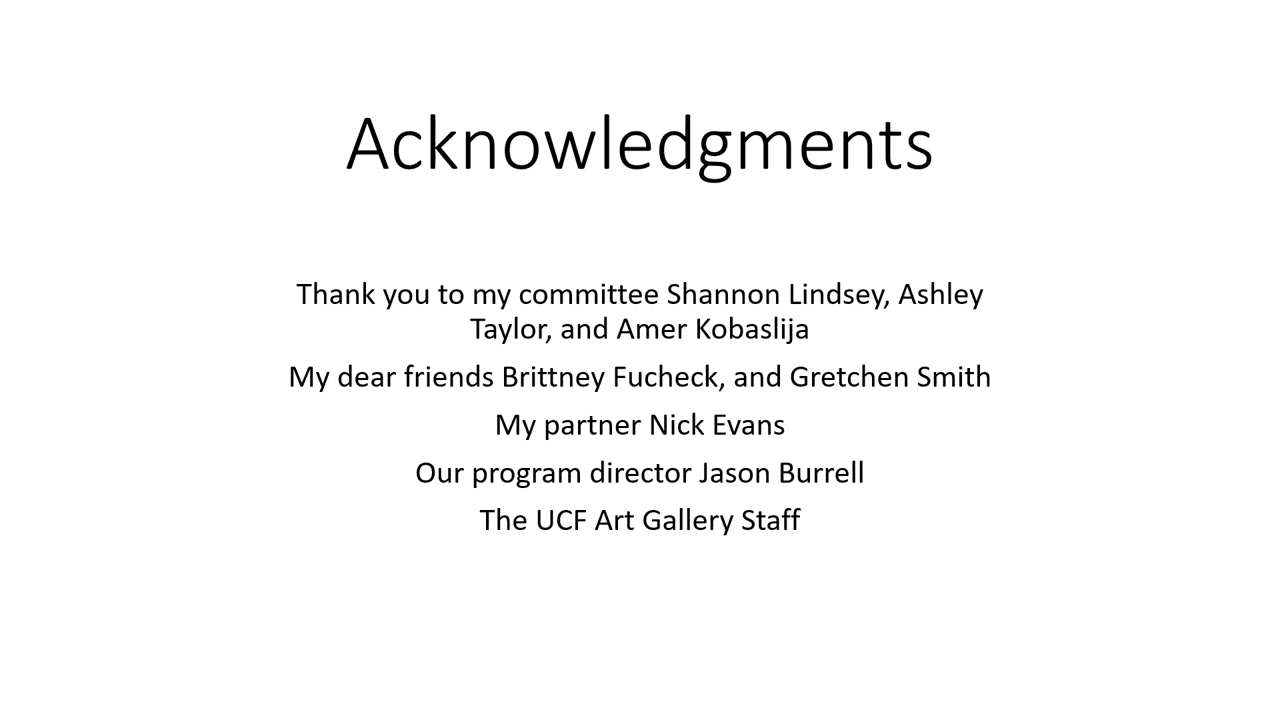 Acknowledgments
Thank you to my committee Shannon Lindsey, Ashley
Taylor, and Amer Kobaslija
My dear friends Brittney Fucheck, and Gretchen Smith
My partner Nick Evans
Our program director Jason Burrell
The UCF Art Gallery Staff